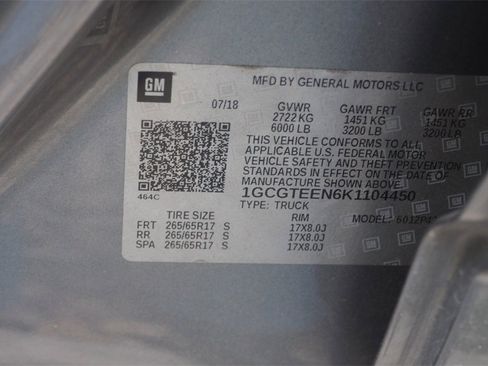 GM
MFD BY GENERAL MOTORS LLC
07/18 GVWR GAWR FRT GAWR RR
2722 KG 1451 KG 1451 KG
6000 LB 3200 LB 3200 LB
THIS VEHICLE CONFORMS TO ALL
APPLICABLE U.S. FEDERAL MOTOR
VEHICLE SAFETY AND THEFT PREVENTION
STANDARDS IN EFFECT ON THE DATE OF
MANUFACTURE SHOWN ABOVE.
464C 1GCGTEEN6K1104450
TYPE: TRUCK MODEL:
TIRE SIZE RIM
FRT 265/65R17 S 17X8.0J
RR 265/65R17 S 17X8.0J
SPA 265/65R17 S 17X8.0J